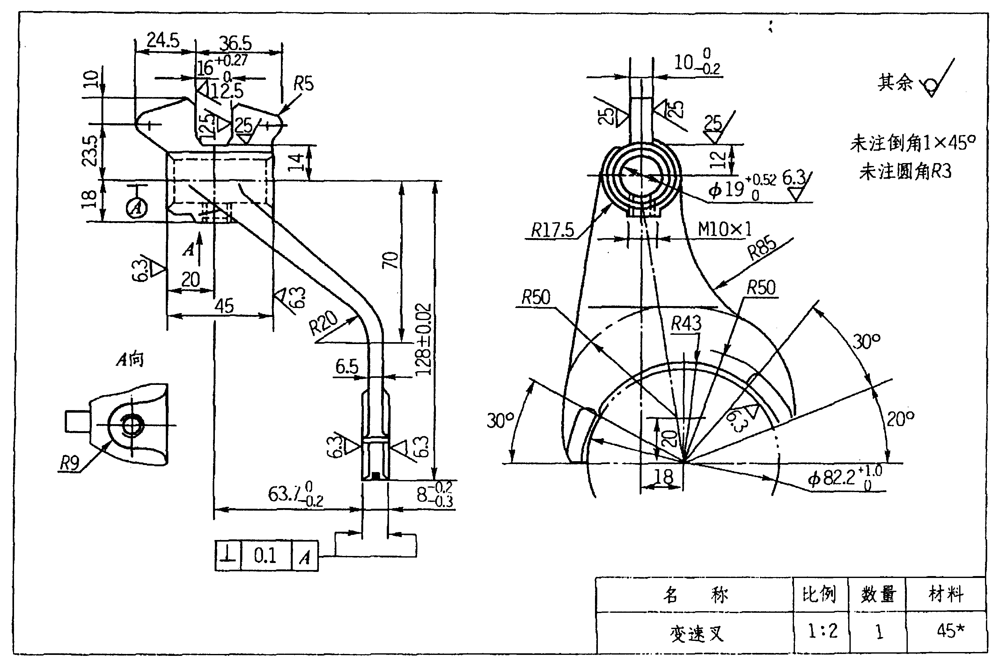 24.5
36.5
16 +0.27 0
12.5
R5
10
12.5
25
23.5
14
18
A
A
6.3
20
6.3
45
70
R20
128±0.02
6.5
A向
R9
6.3
6.3
63.7 0 -0.2
8 -0.2 -0.3
⊥ 0.1 A
10 0 -0.2
25
25
25
12
φ19 +0.52 0
6.3
R17.5
M10×1
R85
R50
R50
R43
30°
30°
20°
6.3
20
18
φ82.2 +1.0 0
其余
未注倒角1×45°
未注圆角R3
名 称 比例 数量 材料
变速叉 1:2 1 45*